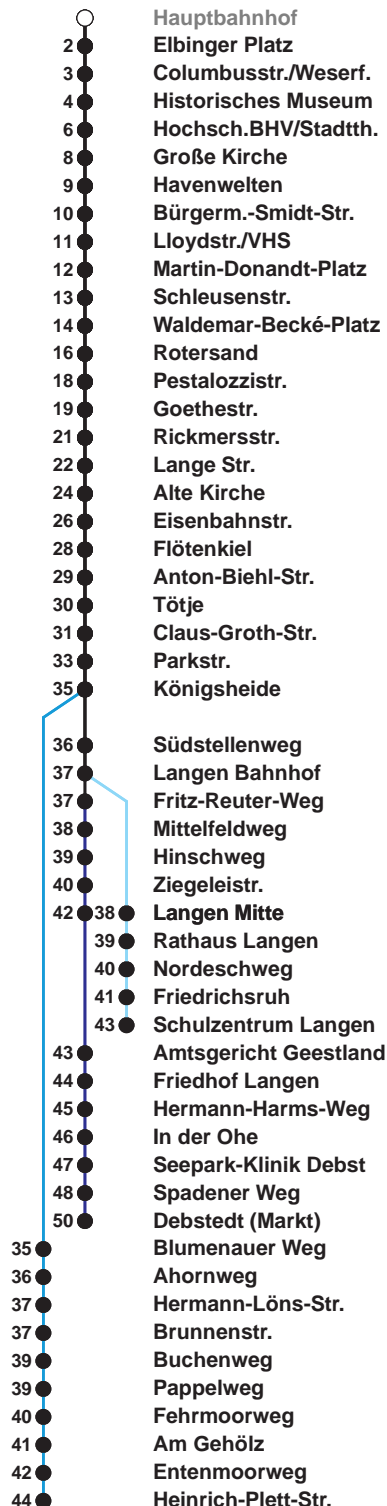 Hauptbahnhof
2 Elbinger Platz
3 Columbusstr./Weserf.
4 Historisches Museum
6 Hochsch.BHV/Stadtth.
8 Große Kirche
9 Havenwelten
10 Bürgerm.-Smidt-Str.
11 Lloydstr./VHS
12 Martin-Donandt-Platz
13 Schleusenstr.
14 Waldemar-Becké-Platz
16 Rotersand
18 Pestalozzistr.
19 Goethestr.
21 Rickmersstr.
22 Lange Str.
24 Alte Kirche
26 Eisenbahnstr.
28 Flötenkiel
29 Anton-Biehl-Str.
30 Tötje
31 Claus-Groth-Str.
33 Parkstr.
35 Königsheide
36 Südstellenweg
37 Langen Bahnhof
37 Fritz-Reuter-Weg
38 Mittelfeldweg
39 Hinschweg
40 Ziegeleistr.
42 38 Langen Mitte
39 Rathaus Langen
40 Nordeschweg
41 Friedrichsruh
43 Schulzentrum Langen
43 Amtsgericht Geestland
44 Friedhof Langen
45 Hermann-Harms-Weg
46 In der Ohe
47 Seepark-Klinik Debst
48 Spadener Weg
50 Debstedt (Markt)
35 Blumenauer Weg
36 Ahornweg
37 Hermann-Löns-Str.
37 Brunnenstr.
39 Buchenweg
39 Pappelweg
40 Fehrmoorweg
41 Am Gehölz
42 Entenmoorweg
44 Heinrich-Plett-Str.